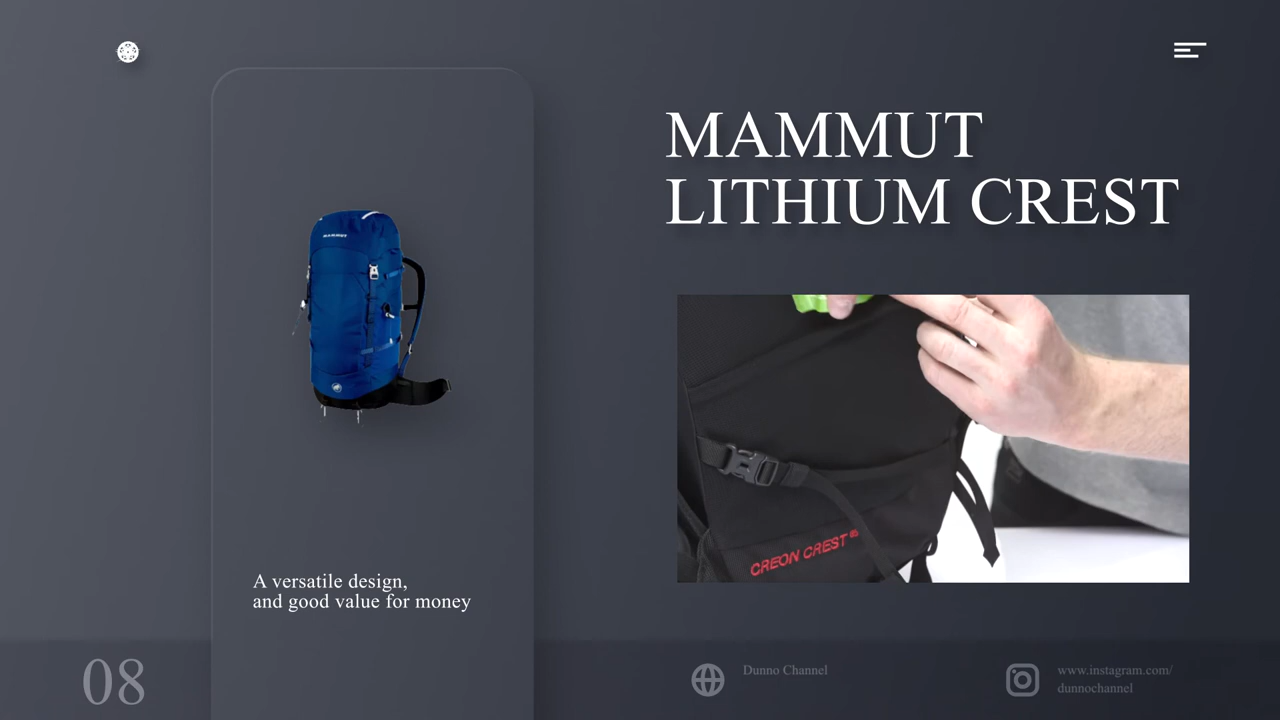 MAMMUT
LITHIUM CREST
MAMMUT
A versatile design,
and good value for money
CREON CREST
08
Dunno Channel
www.instagram.com/
dunnochannel